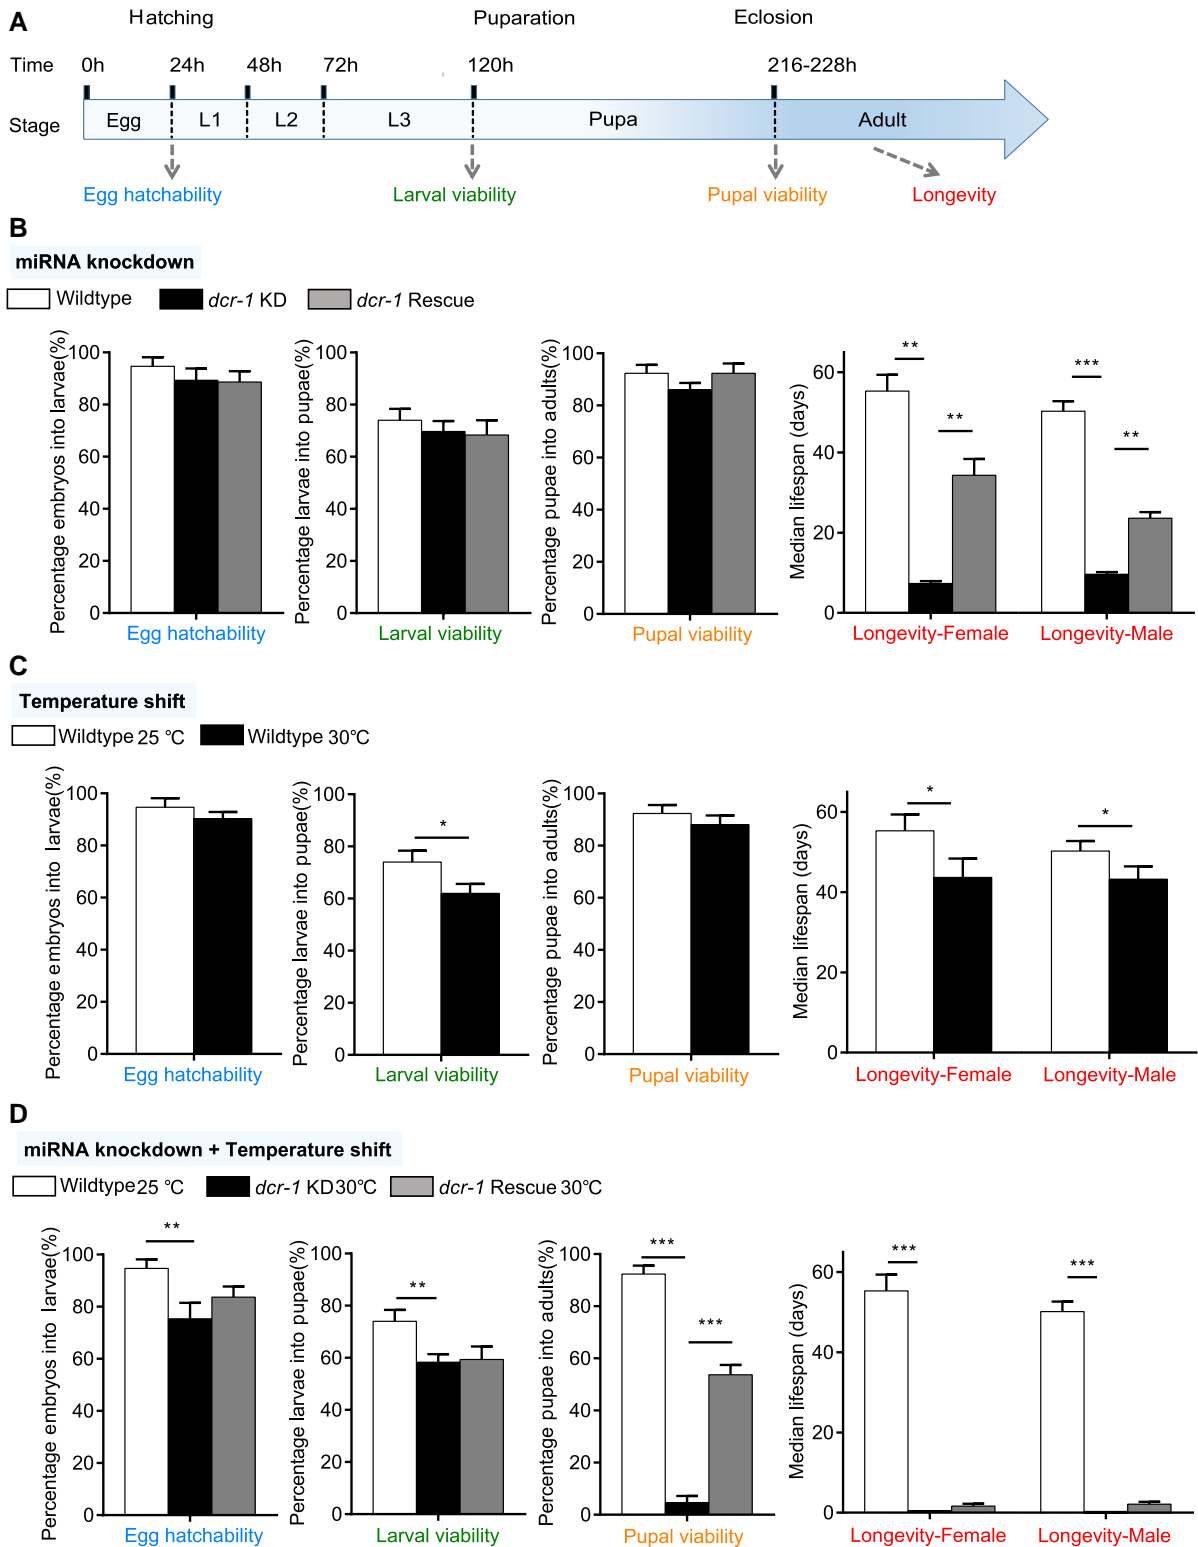 A
Hatching Puparation Eclosion
Time 0h 24h 48h 72h 120h 216-228h
Stage Egg L1 L2 L3 Pupa Adult
Egg hatchability Larval viability Pupal viability Longevity
B
miRNA knockdown
Wildtype dcr-1 KD dcr-1 Rescue
Percentage embryos into larvae(%)
100
80
60
40
20
0
Egg hatchability
Percentage larvae into pupae(%)
100
80
60
40
20
0
Larval viability
Percentage pupae into adults(%)
100
80
60
40
20
0
Pupal viability
Median lifespan (days)
60
40
20
0
** ** *** **
Longevity-Female Longevity-Male
C
Temperature shift
Wildtype 25 °C Wildtype 30°C
Percentage embryos into larvae(%)
100
80
60
40
20
0
Egg hatchability
Percentage larvae into pupae(%)
100
80
60
40
20
0
*
Larval viability
Percentage pupae into adults(%)
100
80
60
40
20
0
Pupal viability
Median lifespan (days)
60
40
20
0
* *
Longevity-Female Longevity-Male
D
miRNA knockdown + Temperature shift
Wildtype 25 °C dcr-1 KD30°C dcr-1 Rescue 30°C
Percentage embryos into larvae(%)
100
80
60
40
20
0
**
Egg hatchability
Percentage larvae into pupae(%)
100
80
60
40
20
0
**
Larval viability
Percentage pupae into adults(%)
100
80
60
40
20
0
*** ***
Pupal viability
Median lifespan (days)
60
40
20
0
*** ***
Longevity-Female Longevity-Male